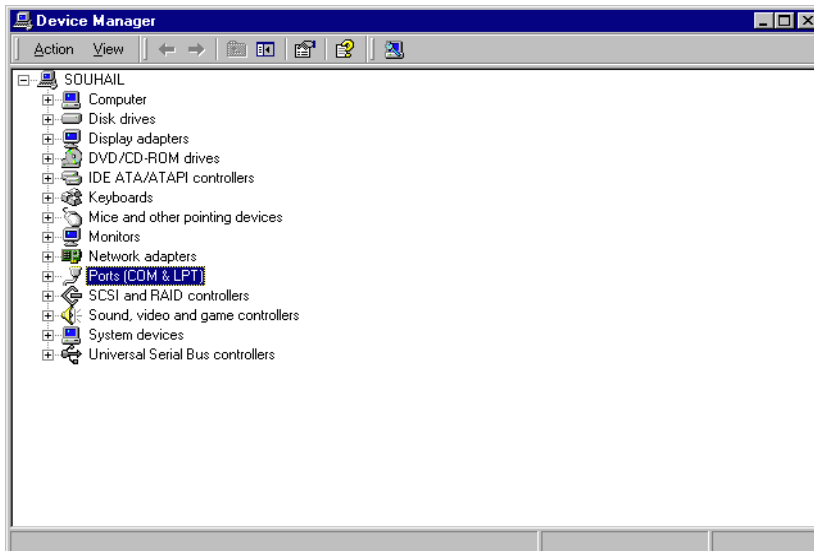 Device Manager
Action View
SOUHAIL
Computer
Disk drives
Display adapters
DVD/CD-ROM drives
IDE ATA/ATAPI controllers
Keyboards
Mice and other pointing devices
Monitors
Network adapters
Ports (COM & LPT)
SCSI and RAID controllers
Sound, video and game controllers
System devices
Universal Serial Bus controllers